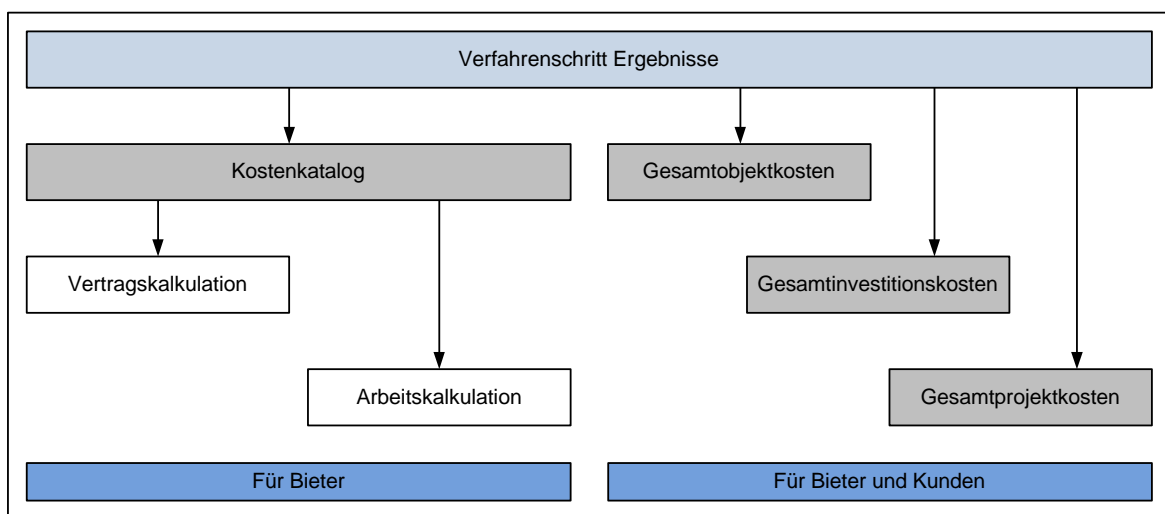 Verfahrenschritt Ergebnisse
Kostenkatalog
Gesamtobjektkosten
Vertragskalkulation
Gesamtinvestitionskosten
Arbeitskalkulation
Gesamtprojektkosten
Für Bieter
Für Bieter und Kunden